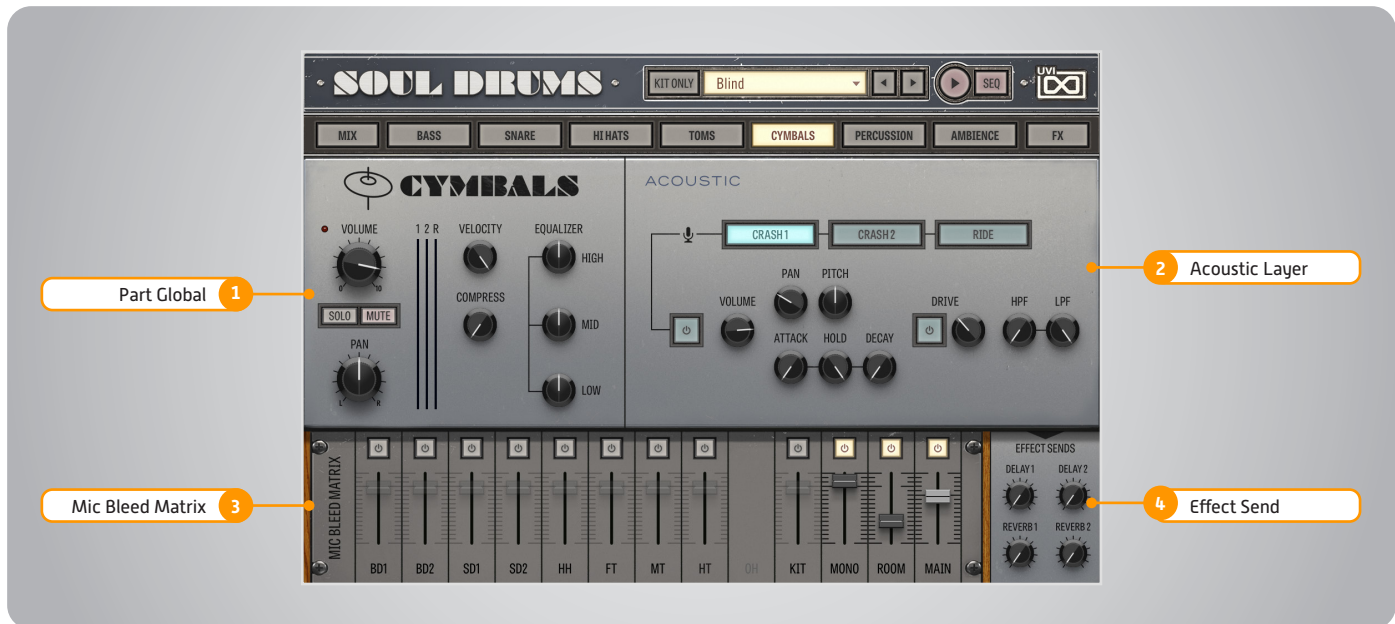 SOUL DRUMS
KIT ONLY
Blind
SEQ
UVI
MIX
BASS
SNARE
HI HATS
TOMS
CYMBALS
PERCUSSION
AMBIENCE
FX
CYMBALS
VOLUME
0 10
SOLO
MUTE
PAN
L R
1 2 R
VELOCITY
COMPRESS
EQUALIZER
HIGH
MID
LOW
ACOUSTIC
CRASH 1
CRASH 2
RIDE
VOLUME
PAN
PITCH
ATTACK
HOLD
DECAY
DRIVE
HPF
LPF
Part Global 1
2 Acoustic Layer
Mic Bleed Matrix 3
4 Effect Send
MIC BLEED MATRIX
BD1
BD2
SD1
SD2
HH
FT
MT
HT
OH
KIT
MONO
ROOM
MAIN
EFFECT SENDS
DELAY 1
DELAY 2
REVERB 1
REVERB 2